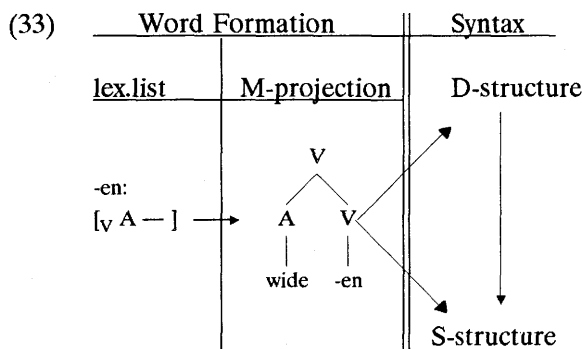 (33) Word Formation Syntax
lex.list M-projection D-structure
V
-en:
[V A — ] A V
wide -en
S-structure